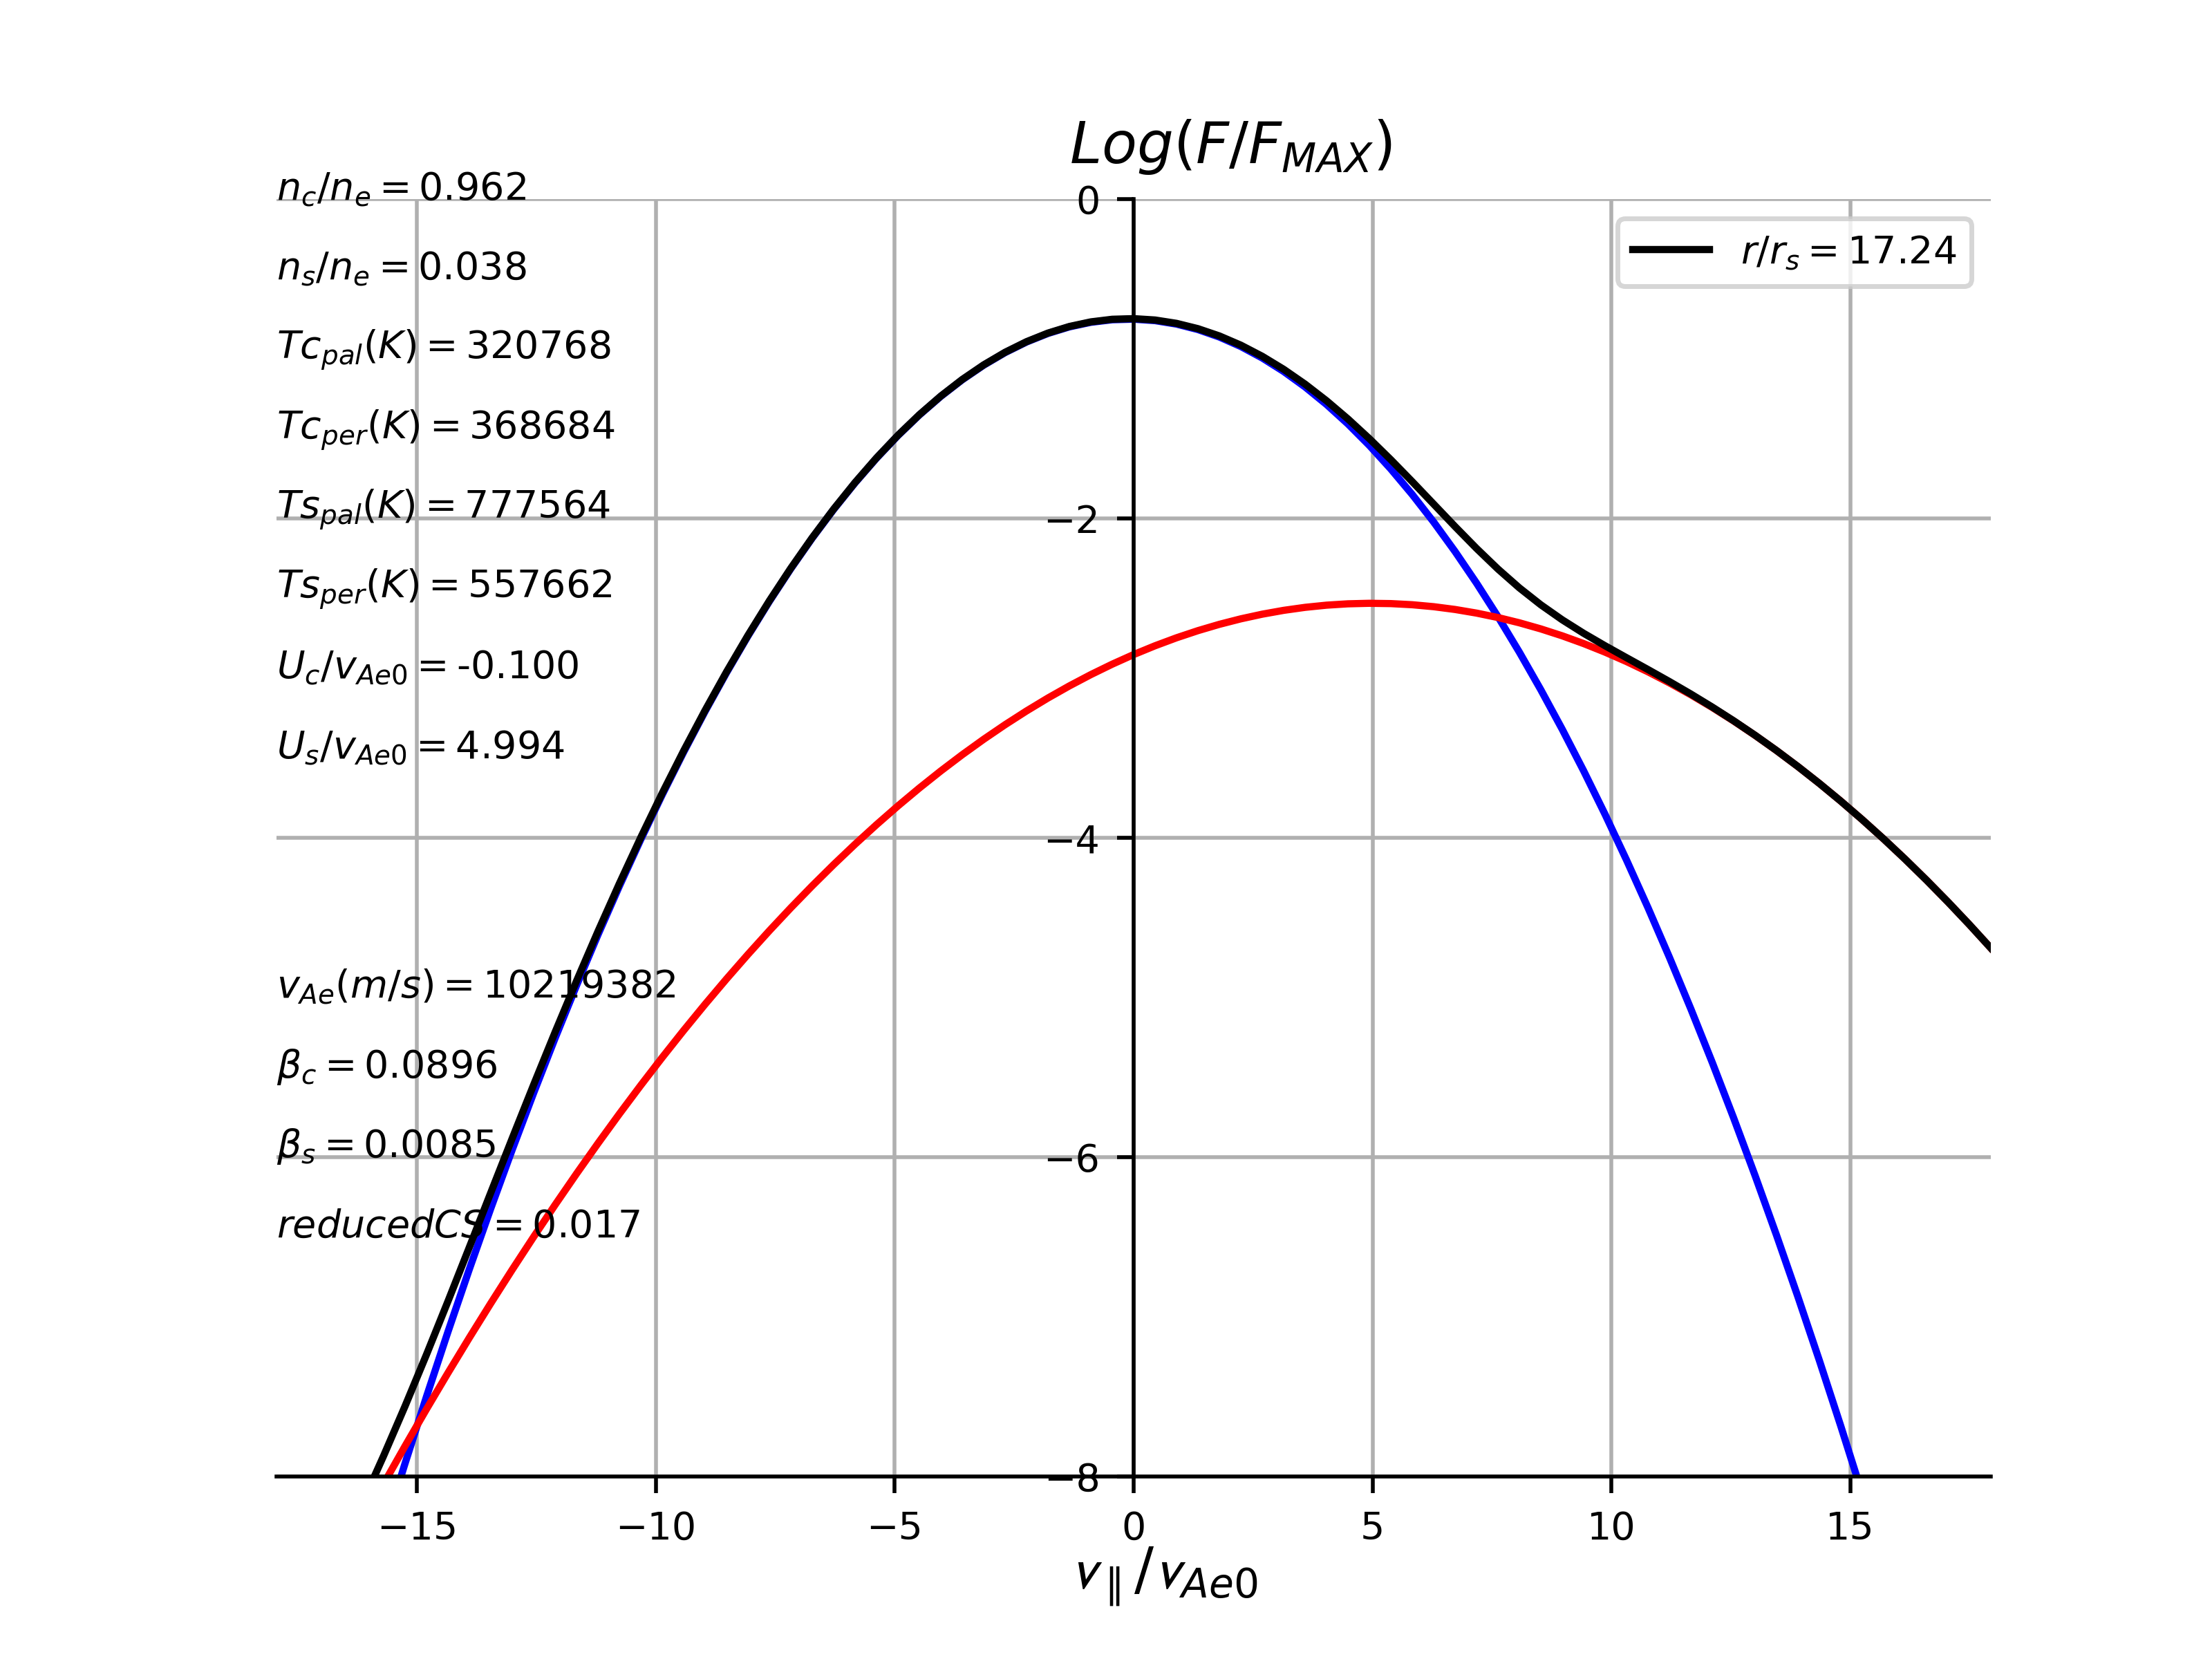 Log(F/F_MAX)
n_c/n_e = 0.962
n_s/n_e = 0.038
Tc_pal(K) = 320768
Tc_per(K) = 368684
Ts_pal(K) = 777564
Ts_per(K) = 557662
U_c/v_Ae0 = -0.100
U_s/v_Ae0 = 4.994
v_Ae(m/s) = 10219382
β_c = 0.0896
β_s = 0.0085
reducedCS = 0.017
r/r_s = 17.24
0
−2
−4
−6
−8
−15 −10 −5 0 5 10 15
v_∥/v_Ae0